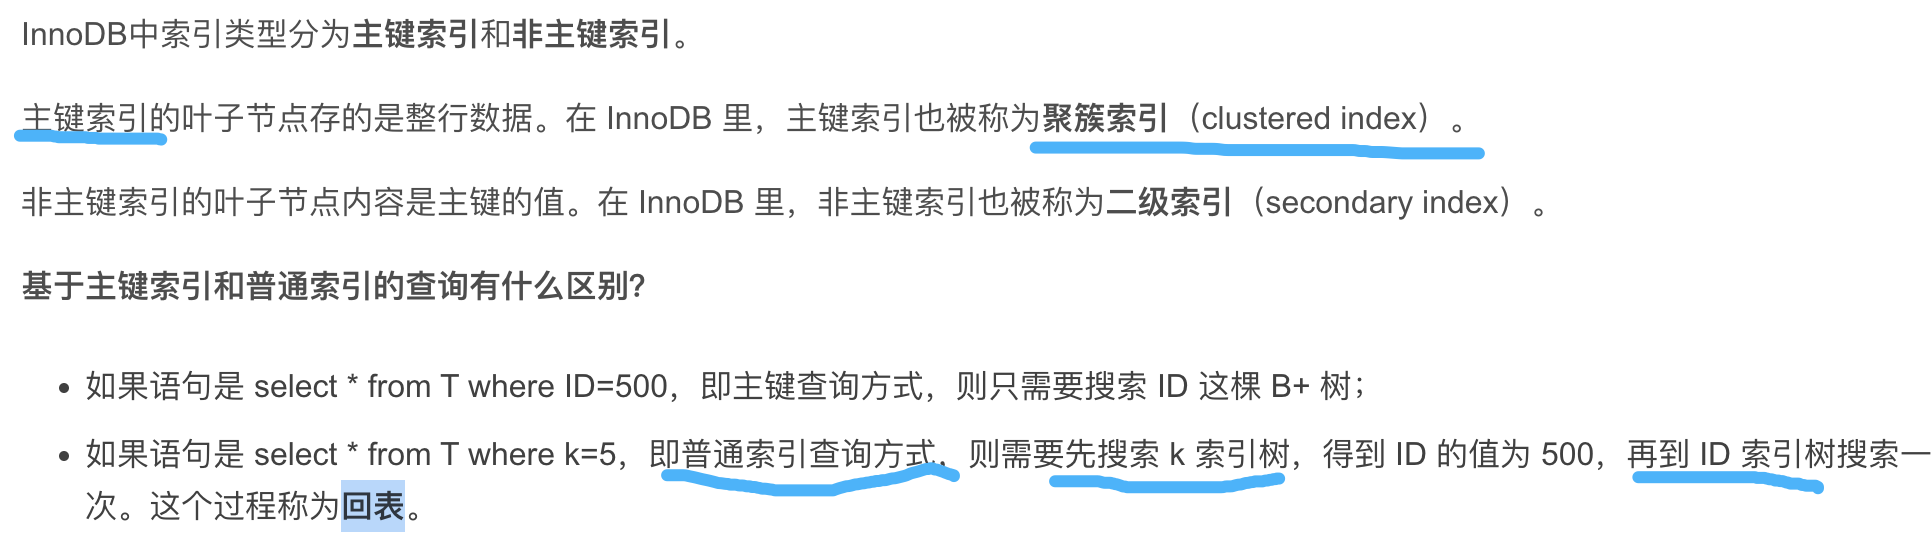 InnoDB中索引类型分为主键索引和非主键索引。
主键索引的叶子节点存的是整行数据。在 InnoDB 里，主键索引也被称为聚簇索引（clustered index）。
非主键索引的叶子节点内容是主键的值。在 InnoDB 里，非主键索引也被称为二级索引（secondary index）。
基于主键索引和普通索引的查询有什么区别?
• 如果语句是 select * from T where ID=500，即主键查询方式，则只需要搜索 ID 这棵 B+ 树；
• 如果语句是 select * from T where k=5，即普通索引查询方式，则需要先搜索 k 索引树，得到 ID 的值为 500，再到 ID 索引树搜索一
次。这个过程称为回表。